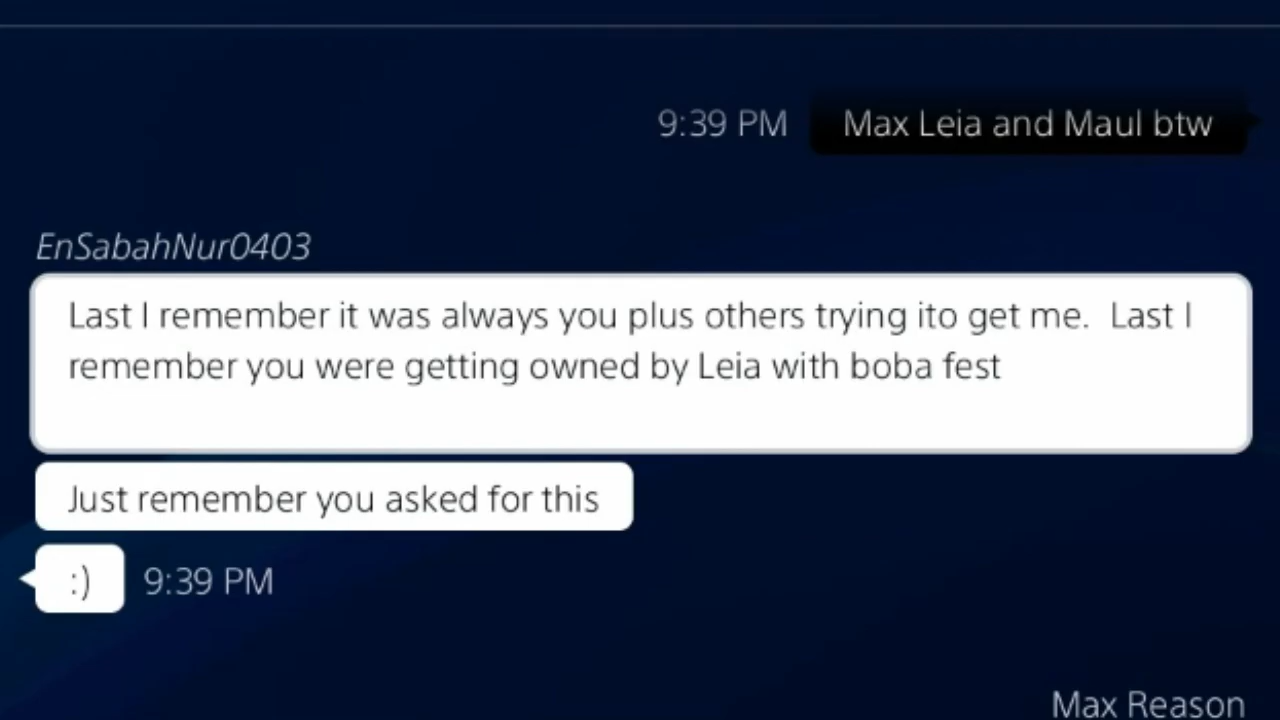 9:39 PM Max Leia and Maul btw
EnSabahNur0403
Last I remember it was always you plus others trying ito get me. Last I
remember you were getting owned by Leia with boba fest
Just remember you asked for this
:) 9:39 PM
Max Reason